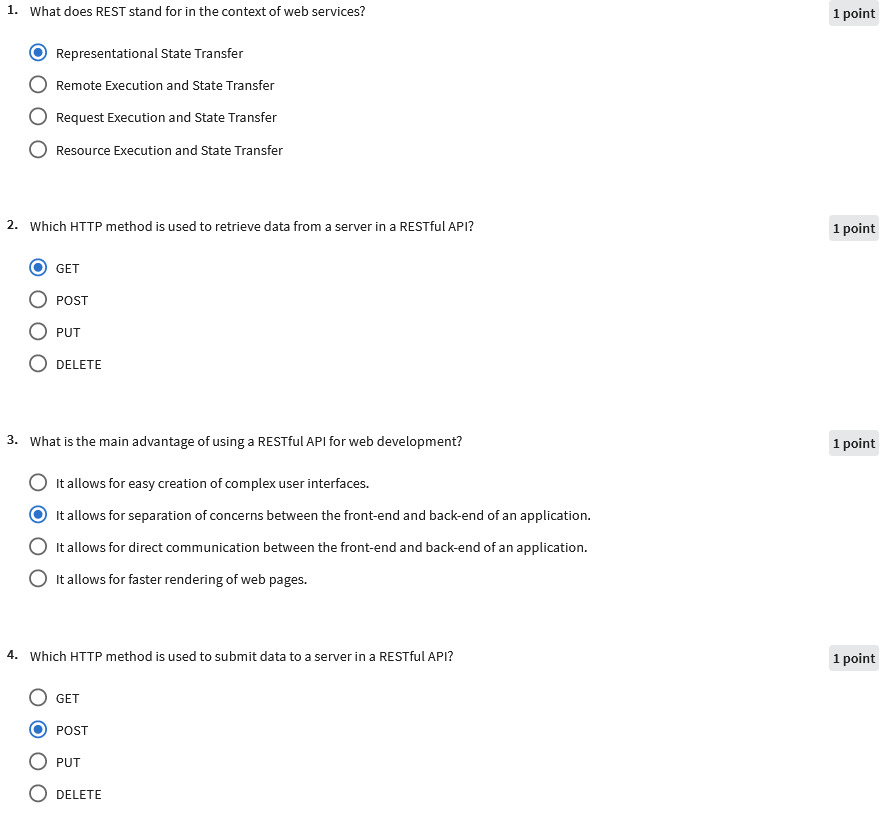 1. What does REST stand for in the context of web services? 1 point
Representational State Transfer
Remote Execution and State Transfer
Request Execution and State Transfer
Resource Execution and State Transfer
2. Which HTTP method is used to retrieve data from a server in a RESTful API? 1 point
GET
POST
PUT
DELETE
3. What is the main advantage of using a RESTful API for web development? 1 point
It allows for easy creation of complex user interfaces.
It allows for separation of concerns between the front-end and back-end of an application.
It allows for direct communication between the front-end and back-end of an application.
It allows for faster rendering of web pages.
4. Which HTTP method is used to submit data to a server in a RESTful API? 1 point
GET
POST
PUT
DELETE